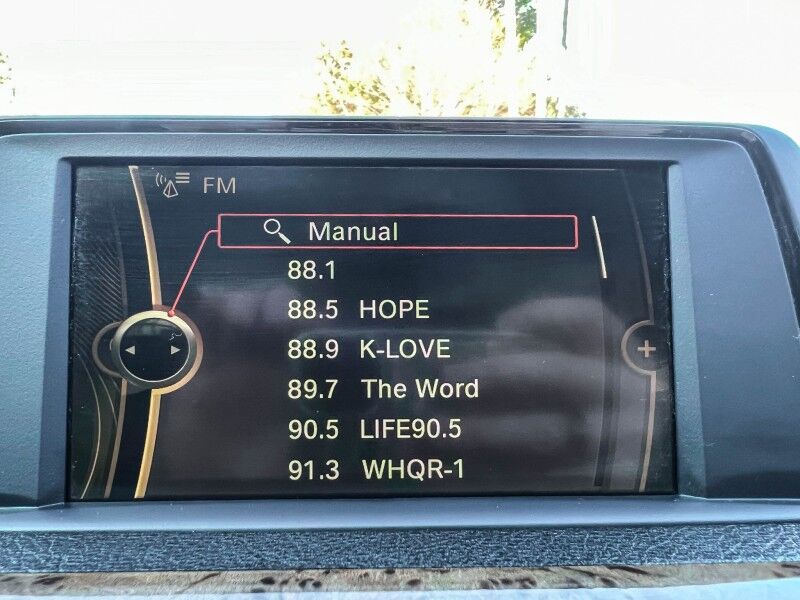 FM
Manual
88.1
88.5 HOPE
88.9 K-LOVE
89.7 The Word
90.5 LIFE90.5
91.3 WHQR-1